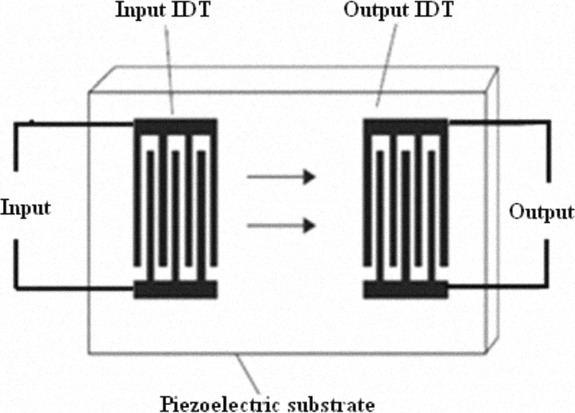 Input IDT
Output IDT
Input
Output
Piezoelectric substrate